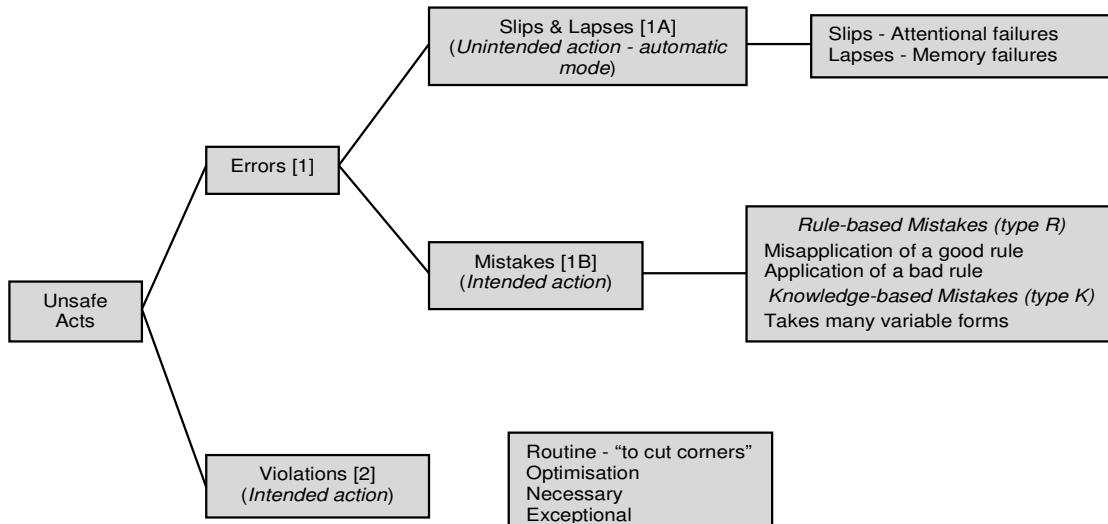 Slips & Lapses [1A]
(Unintended action - automatic
mode)
Slips - Attentional failures
Lapses - Memory failures
Errors [1]
Rule-based Mistakes (type R)
Misapplication of a good rule
Application of a bad rule
Knowledge-based Mistakes (type K)
Takes many variable forms
Mistakes [1B]
(Intended action)
Unsafe
Acts
Violations [2]
(Intended action)
Routine - “to cut corners”
Optimisation
Necessary
Exceptional